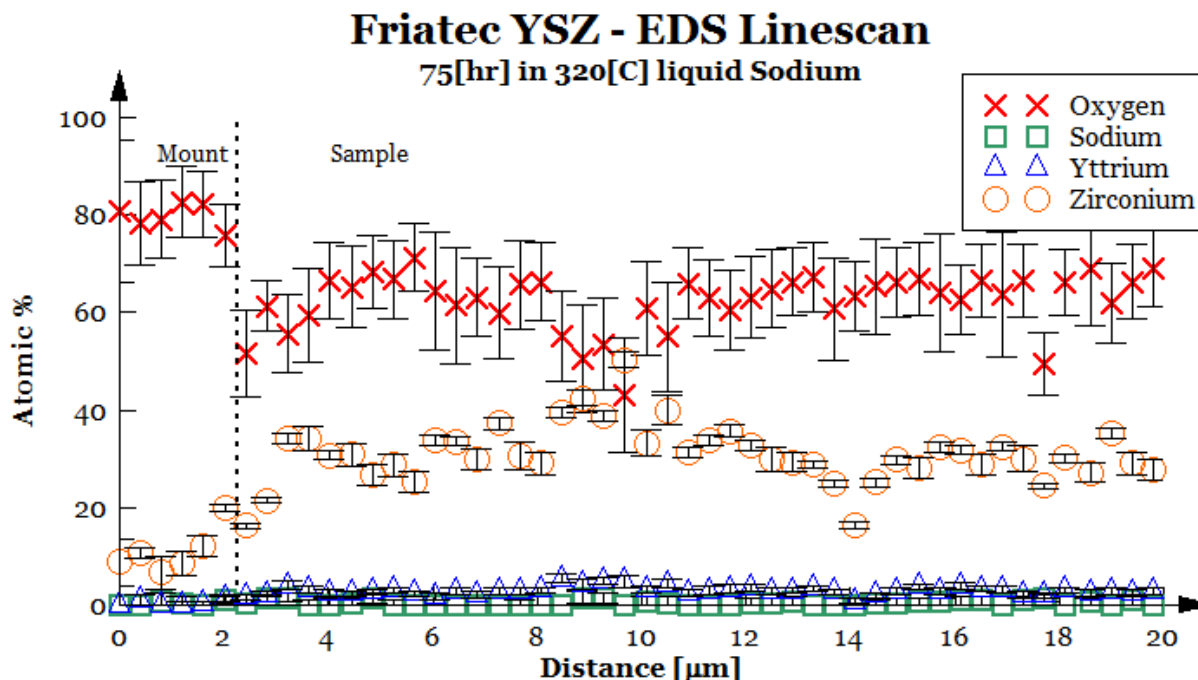 Friatec YSZ - EDS Linescan
75[hr] in 320[C] liquid Sodium
Oxygen
Sodium
Yttrium
Zirconium
Mount
Sample
Atomic %
100
80
60
40
20
0
0 2 4 6 8 10 12 14 16 18 20
Distance [µm]